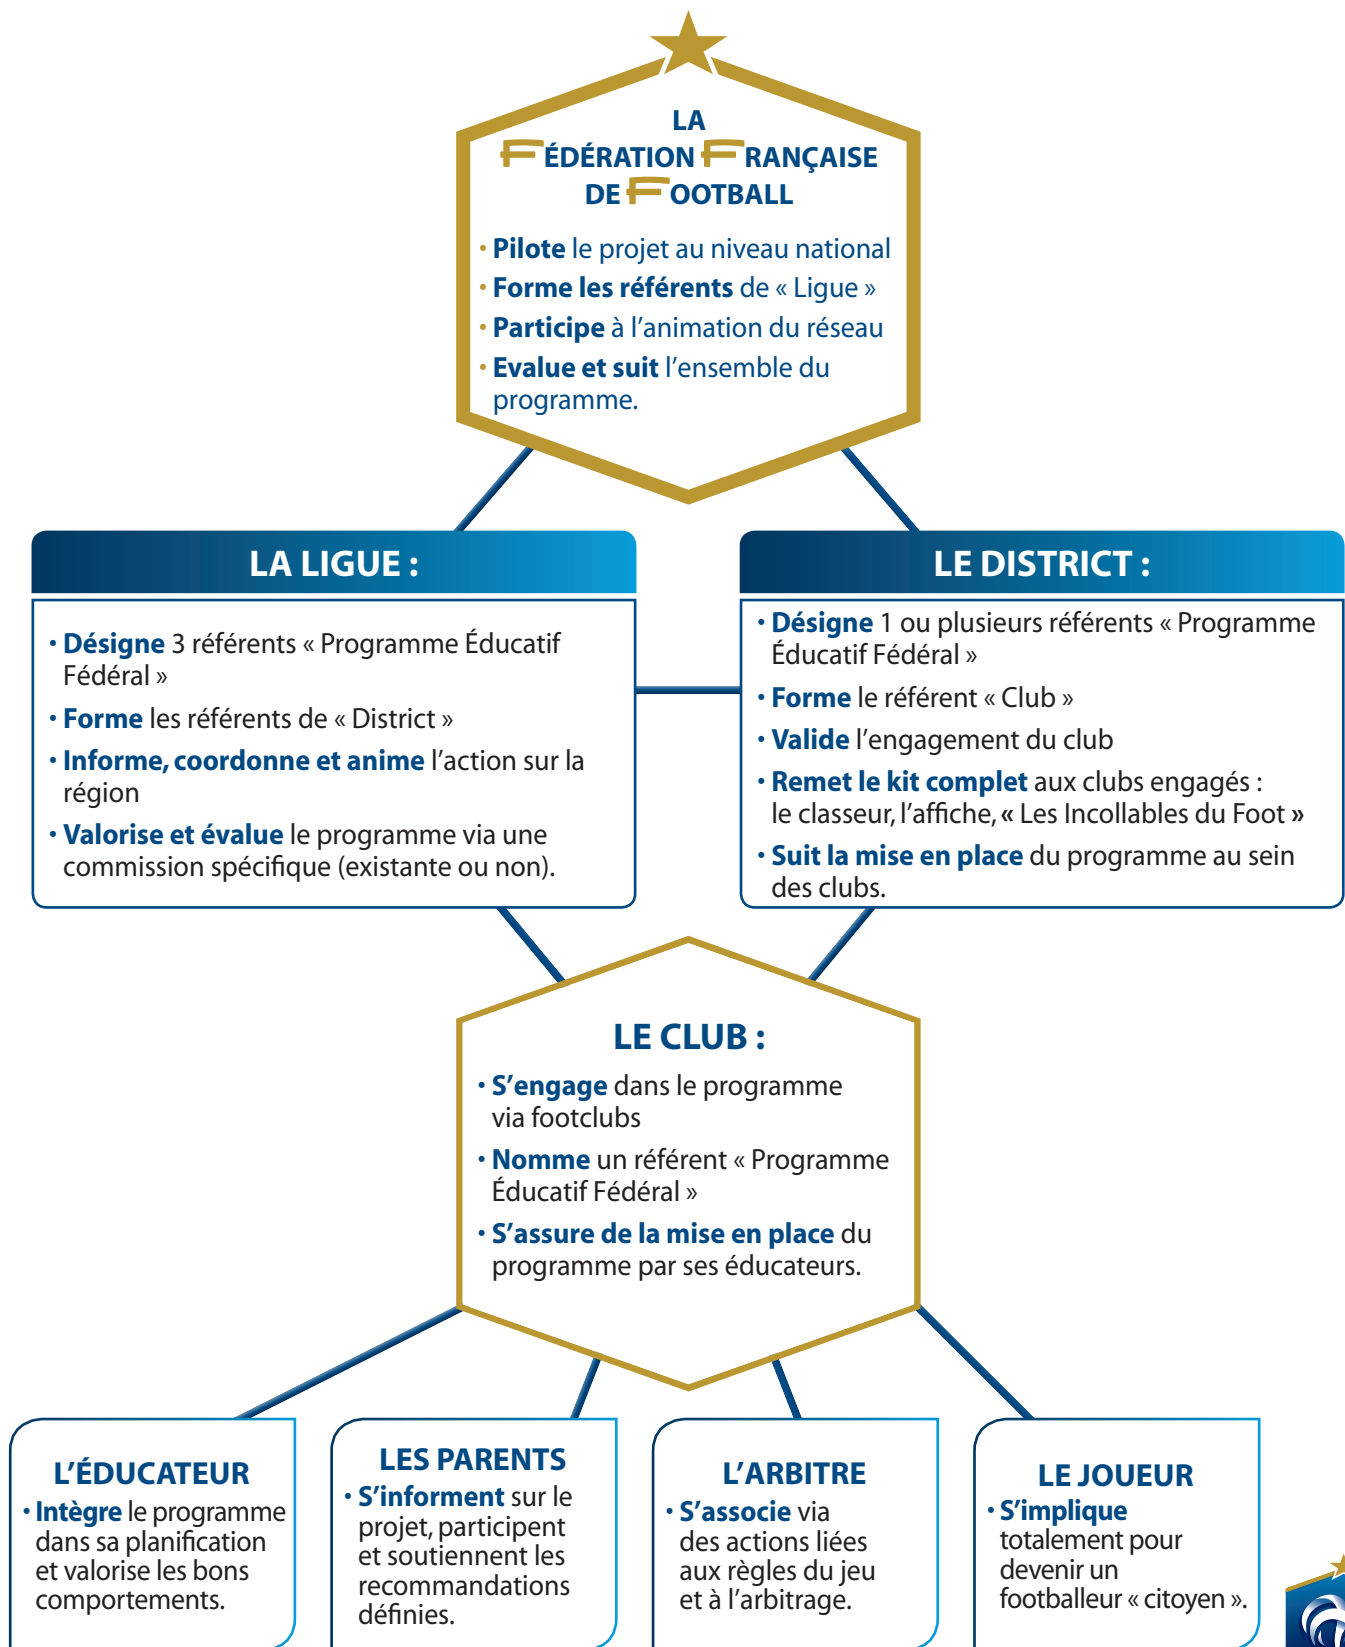 LA
FÉDÉRATION FRANÇAISE
DE FOOTBALL
• Pilote le projet au niveau national
• Forme les référents de « Ligue »
• Participe à l’animation du réseau
• Evalue et suit l’ensemble du
programme.
LA LIGUE :
• Désigne 3 référents « Programme Éducatif
Fédéral »
• Forme les référents de « District »
• Informe, coordonne et anime l’action sur la
région
• Valorise et évalue le programme via une
commission spécifique (existante ou non).
LE DISTRICT :
• Désigne 1 ou plusieurs référents « Programme
Éducatif Fédéral »
• Forme le référent « Club »
• Valide l’engagement du club
• Remet le kit complet aux clubs engagés :
le classeur, l’affiche, « Les Incollables du Foot »
• Suit la mise en place du programme au sein
des clubs.
LE CLUB :
• S’engage dans le programme
via footclubs
• Nomme un référent « Programme
Éducatif Fédéral »
• S’assure de la mise en place du
programme par ses éducateurs.
L’ÉDUCATEUR
• Intègre le programme
dans sa planification
et valorise les bons
comportements.
LES PARENTS
• S’informent sur le
projet, participent
et soutiennent les
recommandations
définies.
L’ARBITRE
• S’associe via
des actions liées
aux règles du jeu
et à l’arbitrage.
LE JOUEUR
• S’implique
totalement pour
devenir un
footballeur « citoyen ».